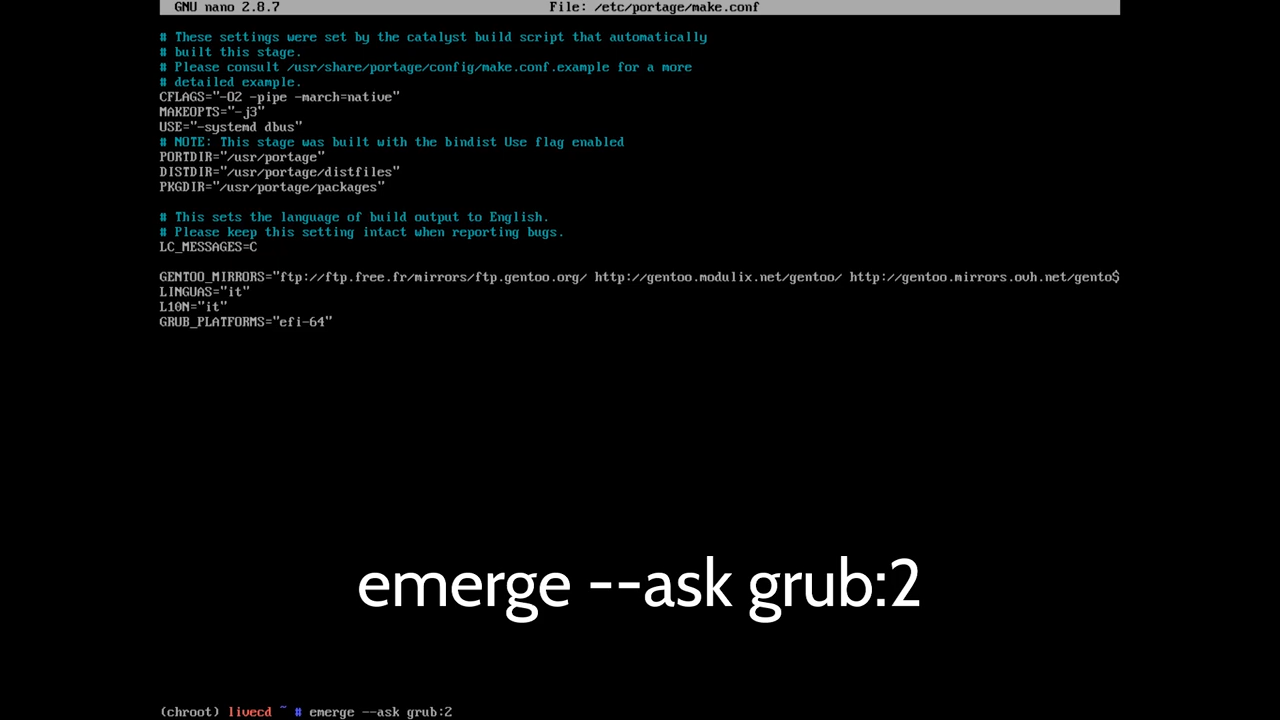 GNU nano 2.8.7 File: /etc/portage/make.conf
# These settings were set by the catalyst build script that automatically
# built this stage.
# Please consult /usr/share/portage/config/make.conf.example for a more
# detailed example.
CFLAGS="-O2 -pipe -march=native"
MAKEOPTS="-j3"
USE="-systemd dbus"
# NOTE: This stage was built with the bindist Use flag enabled
PORTDIR="/usr/portage"
DISTDIR="/usr/portage/distfiles"
PKGDIR="/usr/portage/packages"
# This sets the language of build output to English.
# Please keep this setting intact when reporting bugs.
LC_MESSAGES=C
GENTOO_MIRRORS="ftp://ftp.free.fr/mirrors/ftp.gentoo.org/ http://gentoo.modulix.net/gentoo/ http://gentoo.mirrors.ovh.net/gento$
LINGUAS="it"
L10N="it"
GRUB_PLATFORMS="efi-64"
emerge --ask grub:2
(chroot) livecd ~ # emerge --ask grub:2